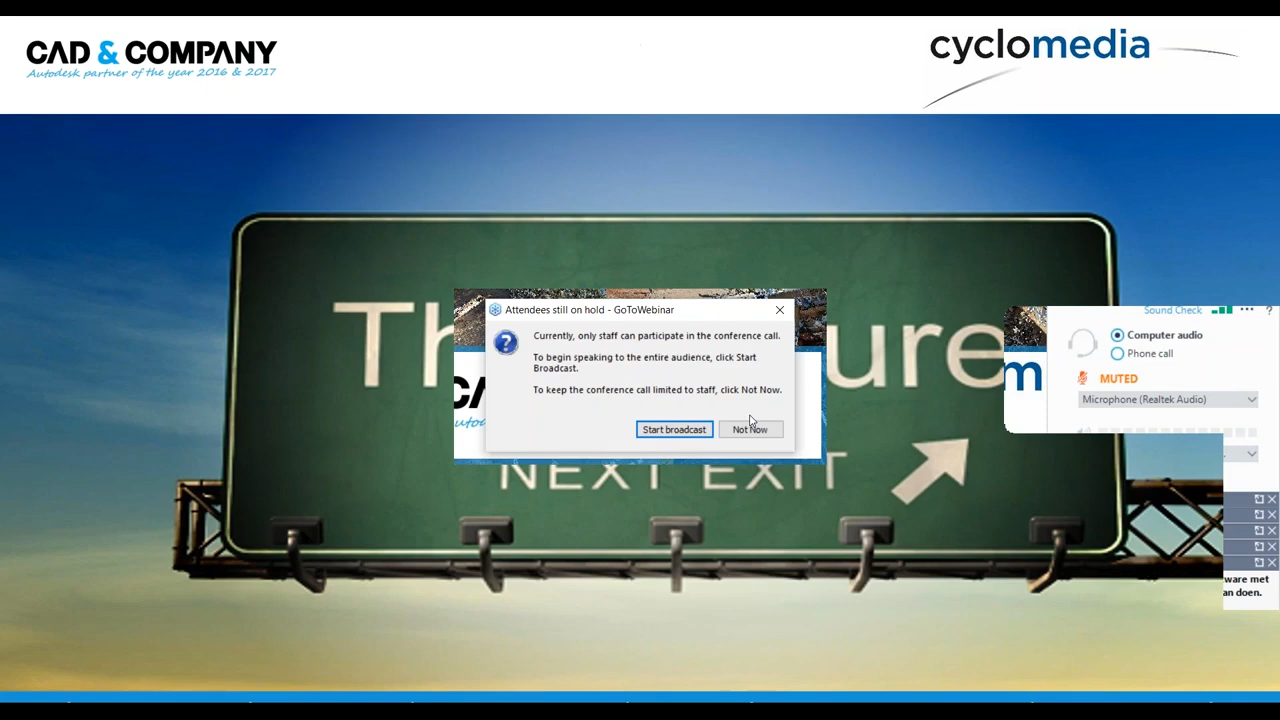 CAD & COMPANY
Autodesk partner of the year 2016 & 2017
cyclomedia
Attendees still on hold - GoToWebinar
Currently, only staff can participate in the conference call.
To begin speaking to the entire audience, click Start
Broadcast.
To keep the conference call limited to staff, click Not Now.
Start broadcast
Not Now
Th
ure
NEXT EXIT
Sound Check
?
Computer audio
Phone call
MUTED
Microphone (Realtek Audio)
m
ware met
an doen.